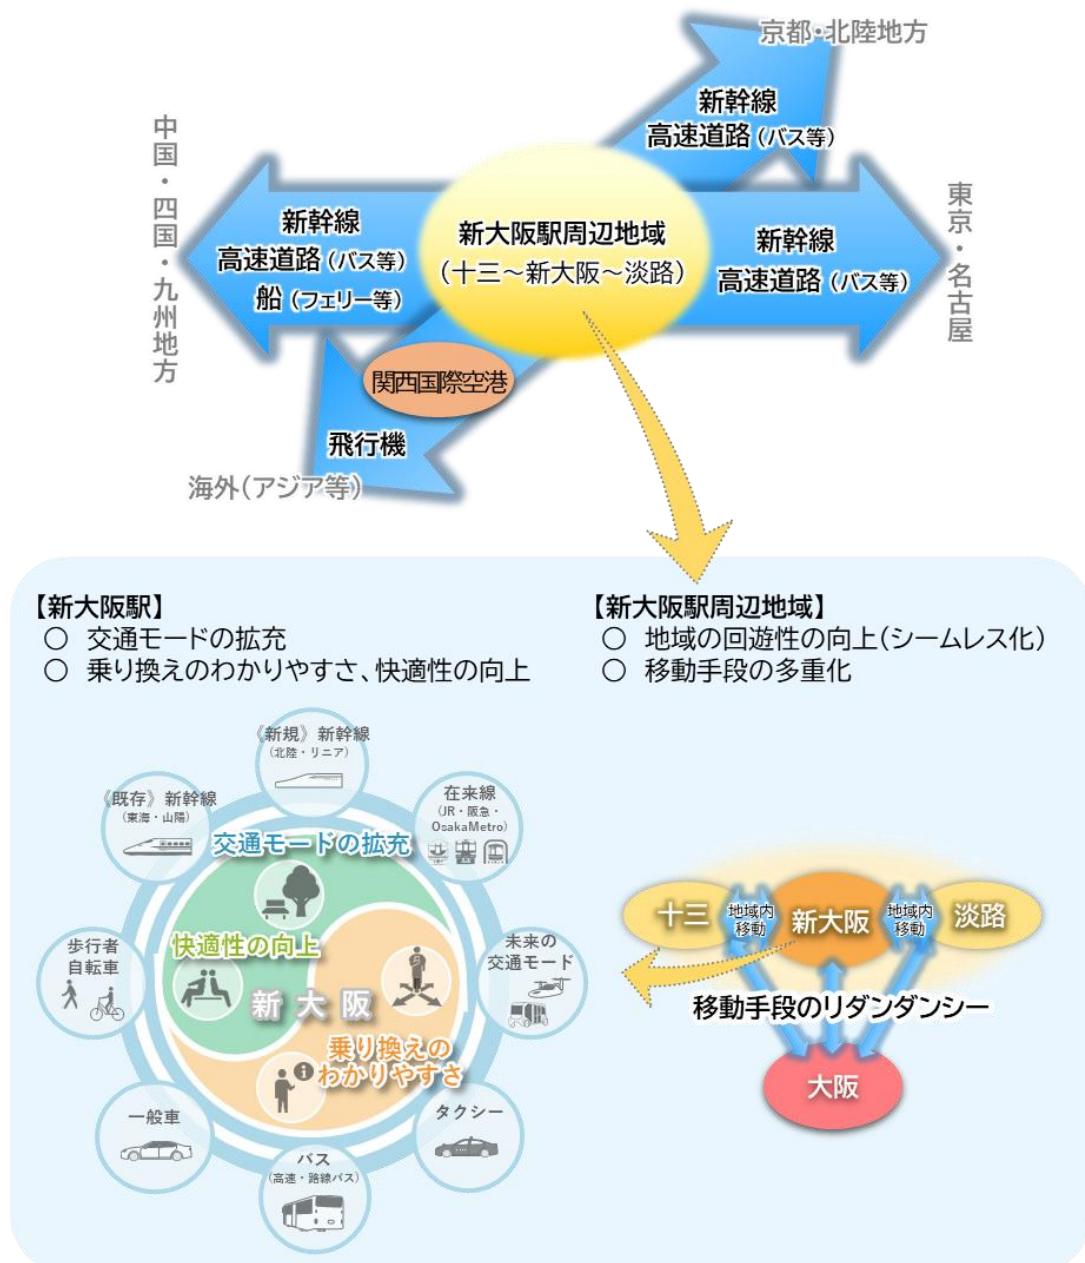 京都・北陸地方
新幹線
高速道路（バス等）
中国・四国・九州地方
新幹線
高速道路（バス等）
船（フェリー等）
新大阪駅周辺地域
（十三～新大阪～淡路）
新幹線
高速道路（バス等）
東京・名古屋
関西国際空港
飛行機
海外（アジア等）
【新大阪駅】
○ 交通モードの拡充
○ 乗り換えのわかりやすさ、快適性の向上
【新大阪駅周辺地域】
○ 地域の回遊性の向上（シームレス化）
○ 移動手段の多重化
《新規》新幹線
（北陸・リニア）
《既存》新幹線
（東海・山陽）
在来線
（JR・阪急・
OsakaMetro）
交通モードの拡充
快適性の向上
歩行者
自転車
未来の
交通モード
新大阪
乗り換えの
わかりやすさ
一般車
タクシー
バス
（高速・路線バス）
十三
地域内
移動
新大阪
地域内
移動
淡路
移動手段のリダンダンシー
大阪